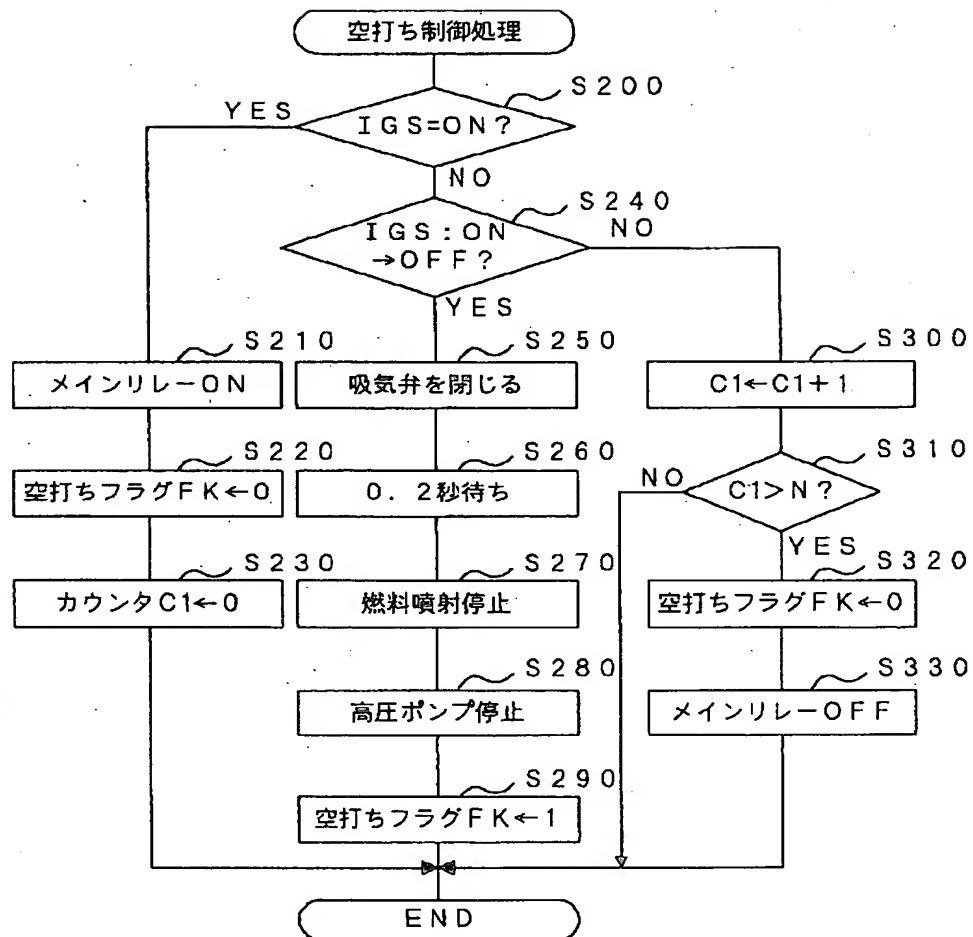 空打ち制御処理
S200
YES
IGS=ON?
NO
S240
IGS:ON
→OFF?
NO
YES
S210
メインリレーON
S250
吸気弁を閉じる
S300
C1←C1+1
S220
空打ちフラグFK←0
S260
0.2秒待ち
S310
NO
C1>N?
YES
S230
カウンタC1←0
S270
燃料噴射停止
S320
空打ちフラグFK←0
S280
高圧ポンプ停止
S330
メインリレーOFF
S290
空打ちフラグFK←1
END